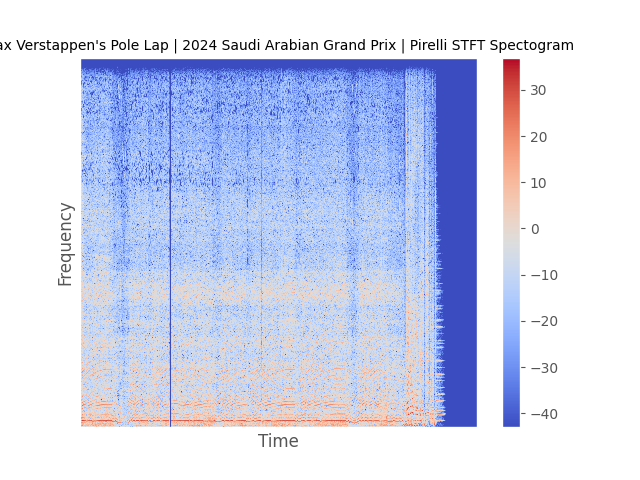 ax Verstappen's Pole Lap | 2024 Saudi Arabian Grand Prix | Pirelli STFT Spectogram
30
20
10
0
−10
−20
−30
−40
Frequency
Time